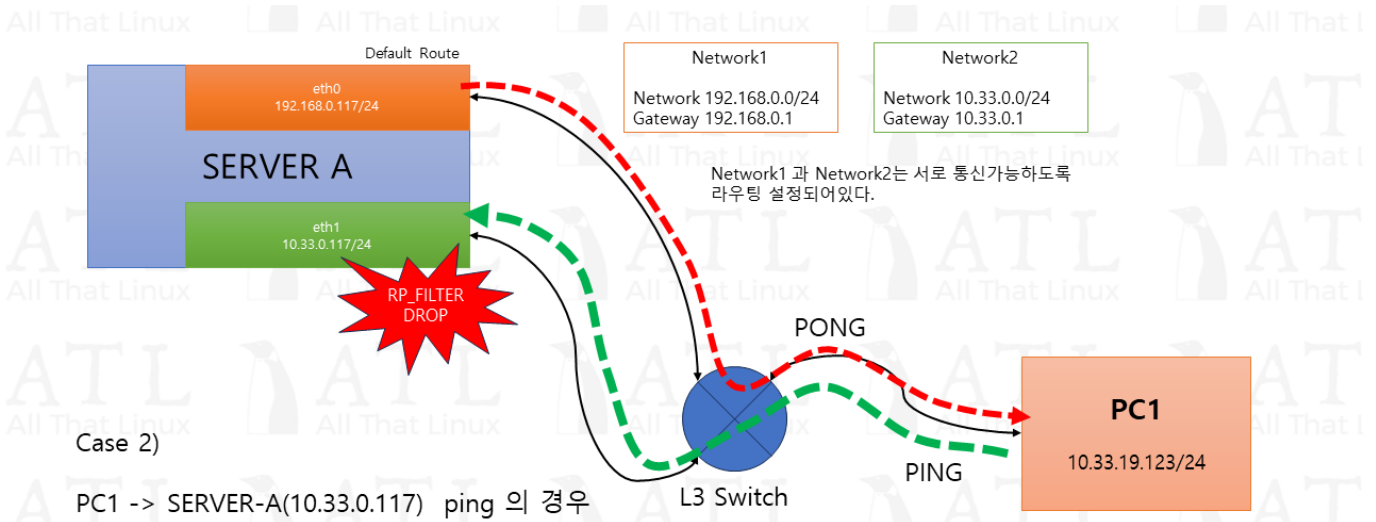 Default Route
eth0
192.168.0.117/24
SERVER A
eth1
10.33.0.117/24
RP_FILTER
DROP
Network1
Network 192.168.0.0/24
Gateway 192.168.0.1
Network2
Network 10.33.0.0/24
Gateway 10.33.0.1
Network1 과 Network2는 서로 통신가능하도록
라우팅 설정되어있다.
PONG
PING
L3 Switch
PC1
10.33.19.123/24
Case 2)
PC1 -> SERVER-A(10.33.0.117) ping 의 경우
ATL
All That Linux